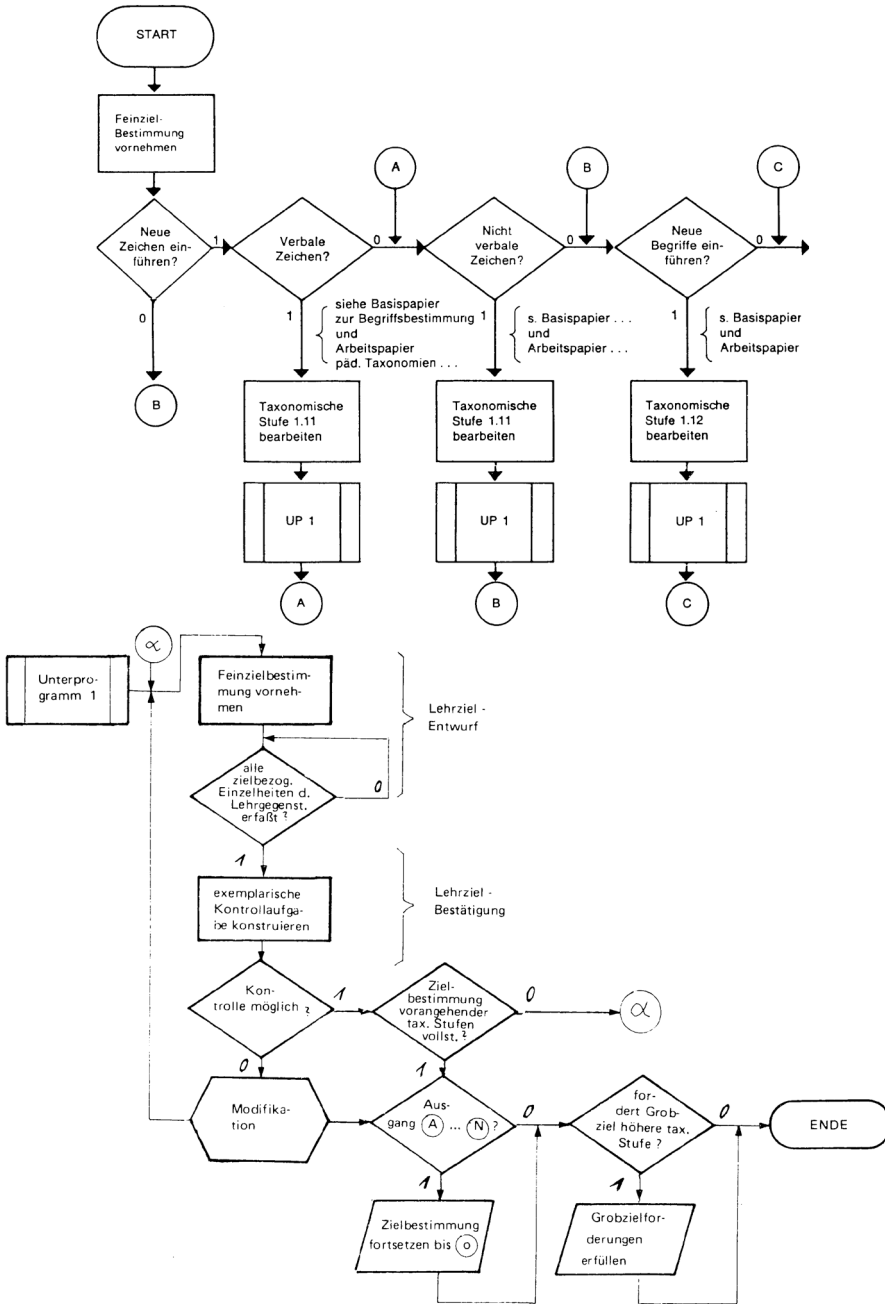 START
Feinziel-
Bestimmung
vornehmen
A
B
C
Neue
Zeichen ein-
führen?
1
0
B
Verbale
Zeichen?
0
1
Nicht
verbale
Zeichen?
0
1
Neue
Begriffe ein-
führen?
0
1
siehe Basispapier
zur Begriffsbestimmung
und
Arbeitspapier
päd. Taxonomien . . .
s. Basispapier . . .
und
Arbeitspapier . . .
s. Basispapier
und
Arbeitspapier
Taxonomische
Stufe 1.11
bearbeiten
Taxonomische
Stufe 1.11
bearbeiten
Taxonomische
Stufe 1.12
bearbeiten
UP 1
UP 1
UP 1
A
B
C
α
Unterpro-
gramm 1
Feinzielbestim-
mung vorneh-
men
Lehrziel -
Entwurf
alle
zielbezog.
Einzelheiten d.
Lehrgegenst.
erfaßt ?
0
1
exemplarische
Kontrollaufga-
be konstruieren
Lehrziel -
Bestätigung
Kon-
trolle möglich ?
1
0
Ziel-
bestimmung
vorangehender
tax. Stufen
vollst. ?
0
α
1
Modifika-
tion
Aus-
gang A ... N ?
0
1
for-
dert Grob-
ziel höhere tax.
Stufe ?
0
1
ENDE
Zielbestimmung
fortsetzen bis o
Grobzielfor-
derungen
erfüllen